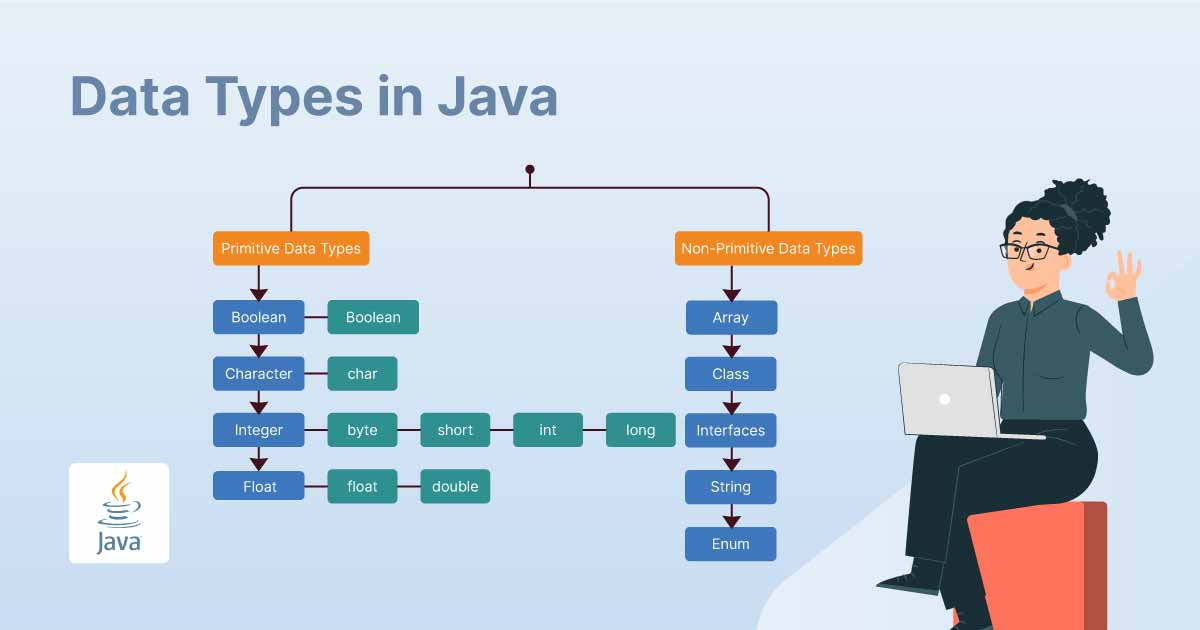 Data Types in Java
Primitive Data Types
Boolean
Boolean
Character
char
Integer
byte
short
int
long
Float
float
double
Non-Primitive Data Types
Array
Class
Interfaces
String
Enum
Java